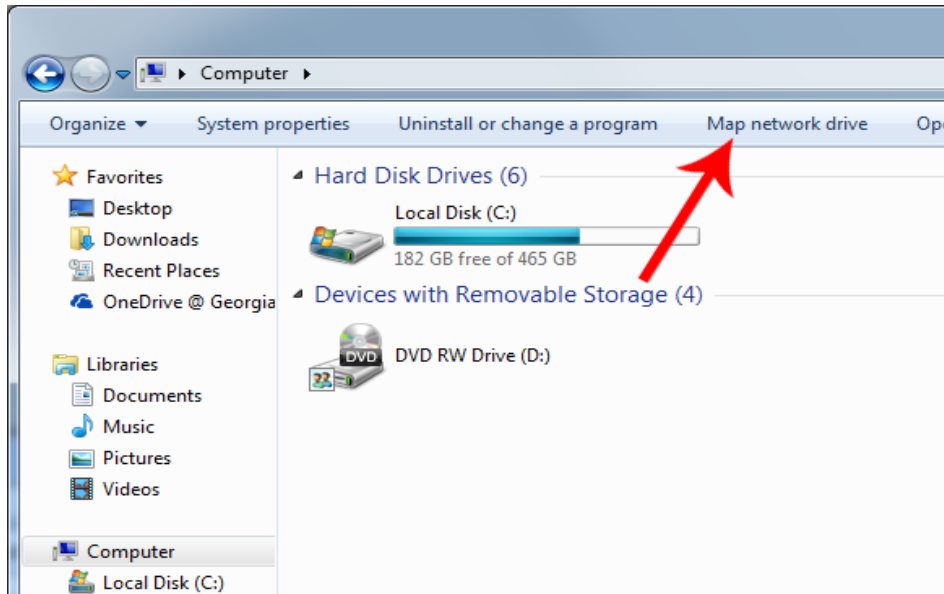 Computer
Organize
System properties
Uninstall or change a program
Map network drive
Favorites
Desktop
Downloads
Recent Places
OneDrive @ Georgia
Libraries
Documents
Music
Pictures
Videos
Computer
Local Disk (C:)
Hard Disk Drives (6)
Local Disk (C:)
182 GB free of 465 GB
Devices with Removable Storage (4)
DVD
DVD RW Drive (D:)